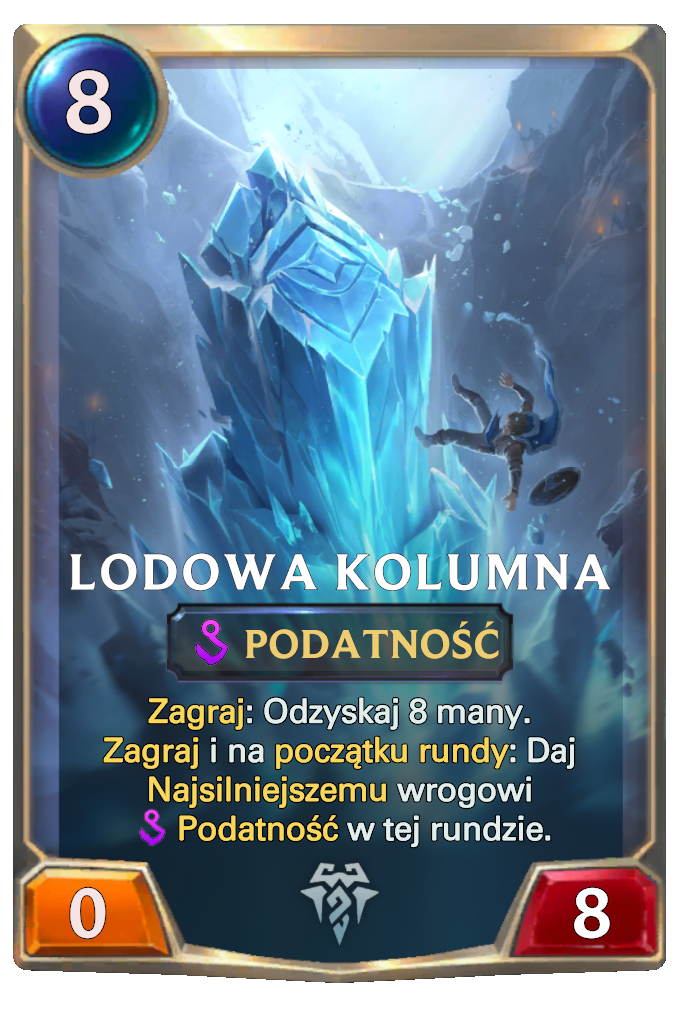 8
LODOWA KOLUMNA
PODATNOŚĆ
Zagraj: Odzyskaj 8 many.
Zagraj i na początku rundy: Daj
Najsilniejszemu wrogowi
Podatność w tej rundzie.
0
8